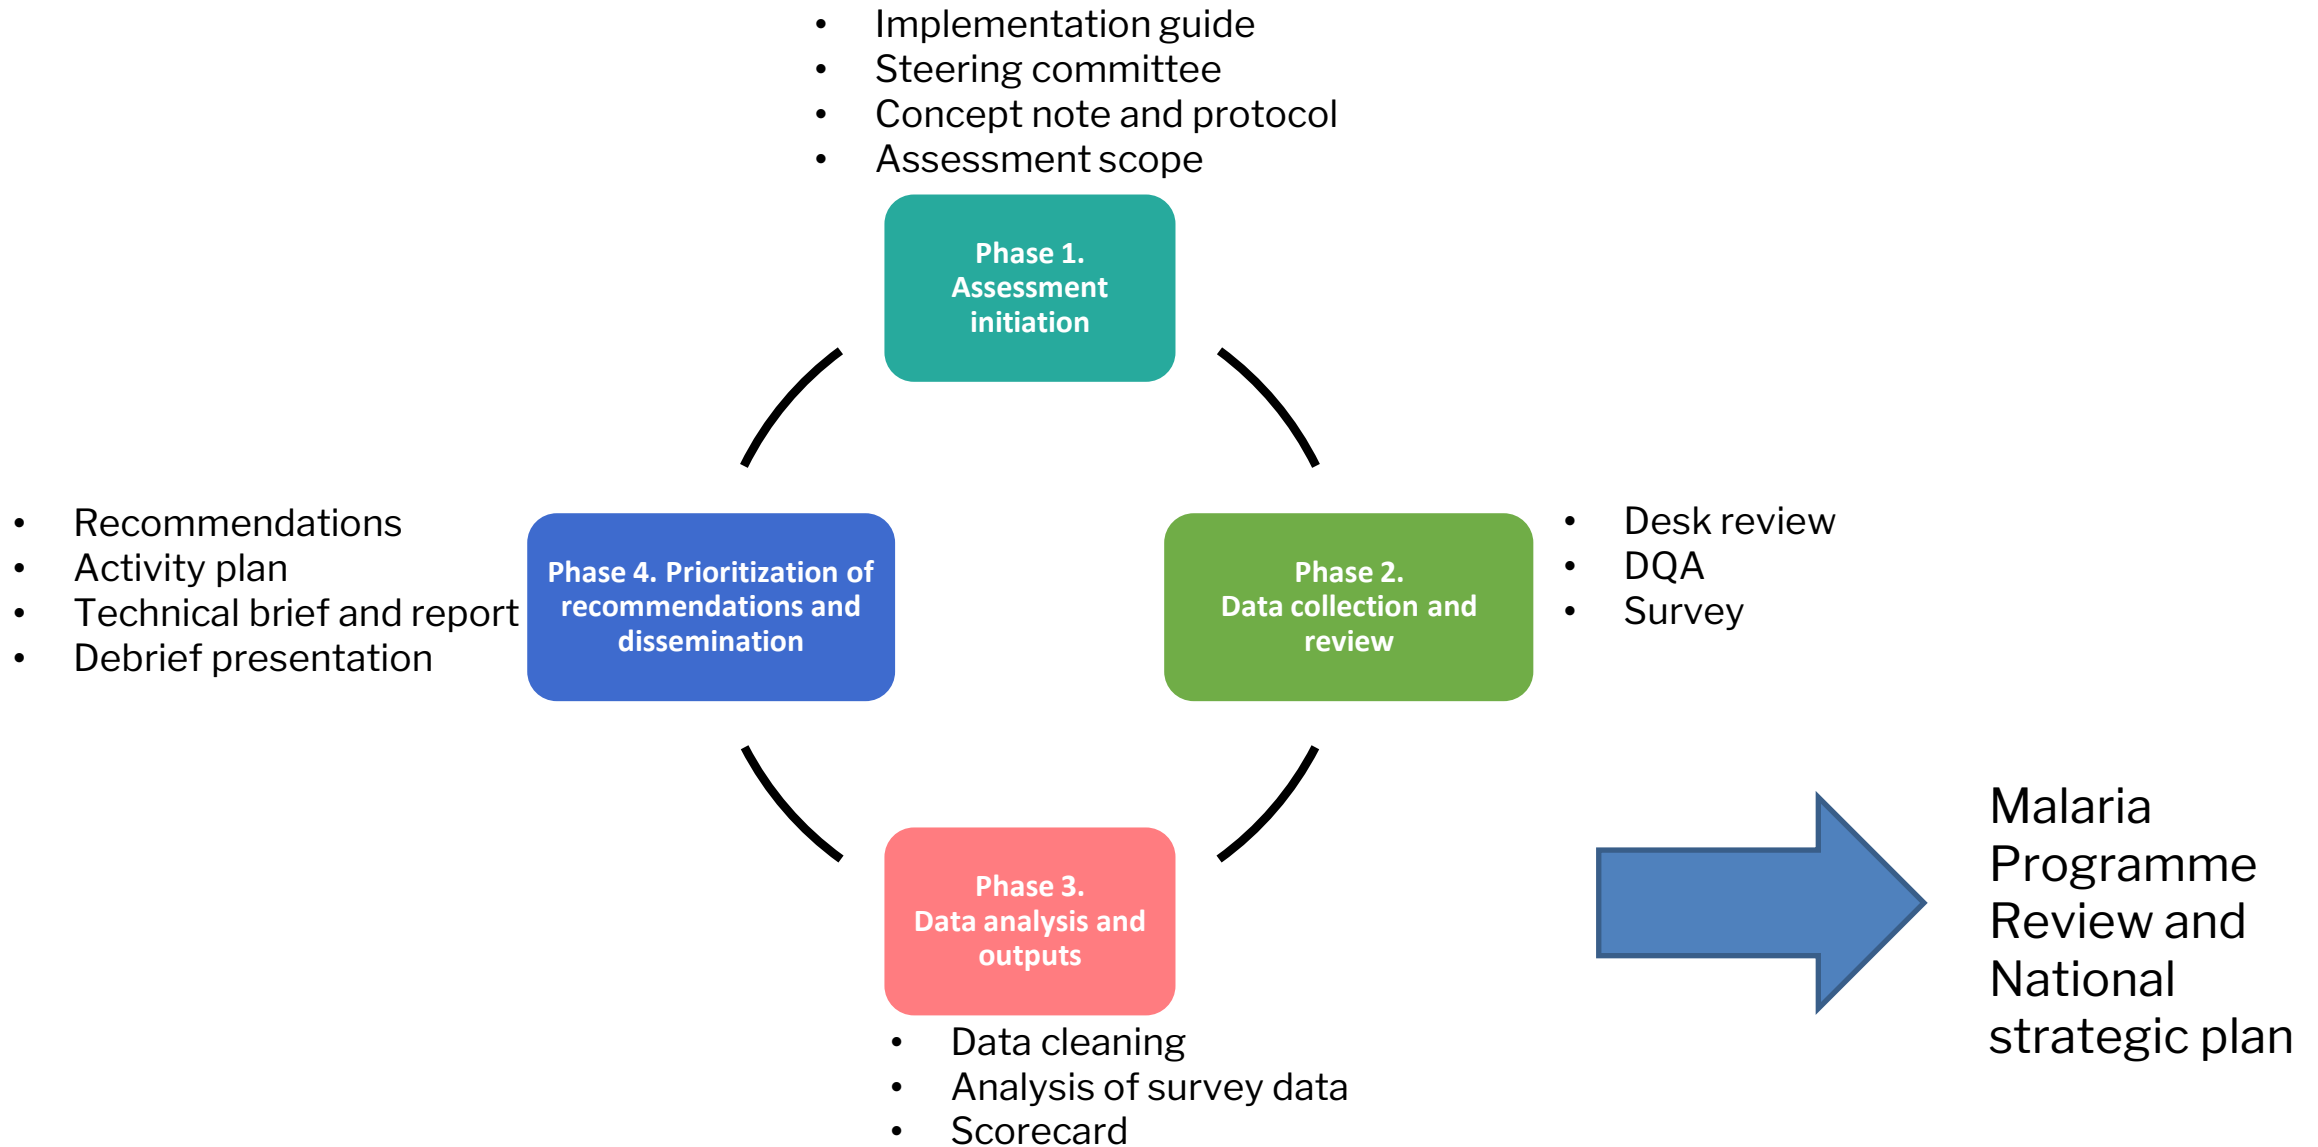 • Implementation guide
• Steering committee
• Concept note and protocol
• Assessment scope
Phase 1.
Assessment
initiation
• Recommendations
• Activity plan
• Technical brief and report
• Debrief presentation
Phase 4. Prioritization of
recommendations and
dissemination
Phase 2.
Data collection and
review
• Desk review
• DQA
• Survey
Phase 3.
Data analysis and
outputs
• Data cleaning
• Analysis of survey data
• Scorecard
Malaria
Programme
Review and
National
strategic plan